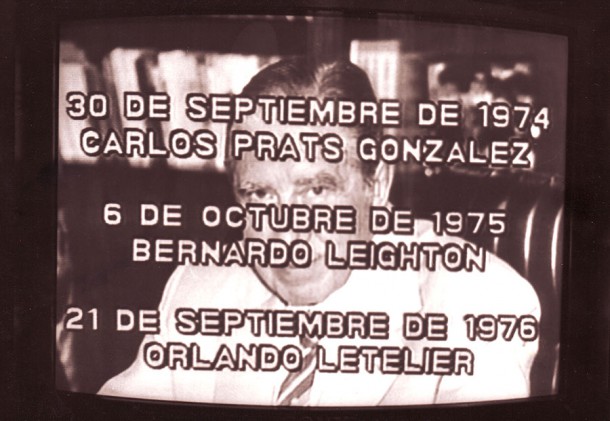 30 DE SEPTIEMBRE DE 1974
CARLOS PRATS GONZALEZ
6 DE OCTUBRE DE 1975
BERNARDO LEIGHTON
21 DE SEPTIEMBRE DE 1976
ORLANDO LETELIER